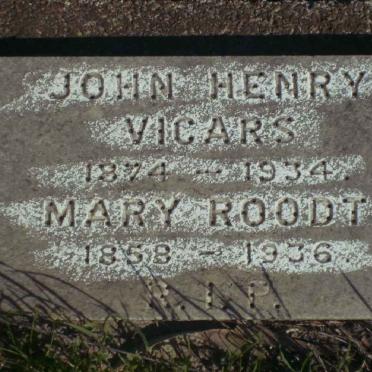 JOHN HENRY
VICARS
1874 - 1934.
MARY ROODT
1858 - 1936.
R.I.P.